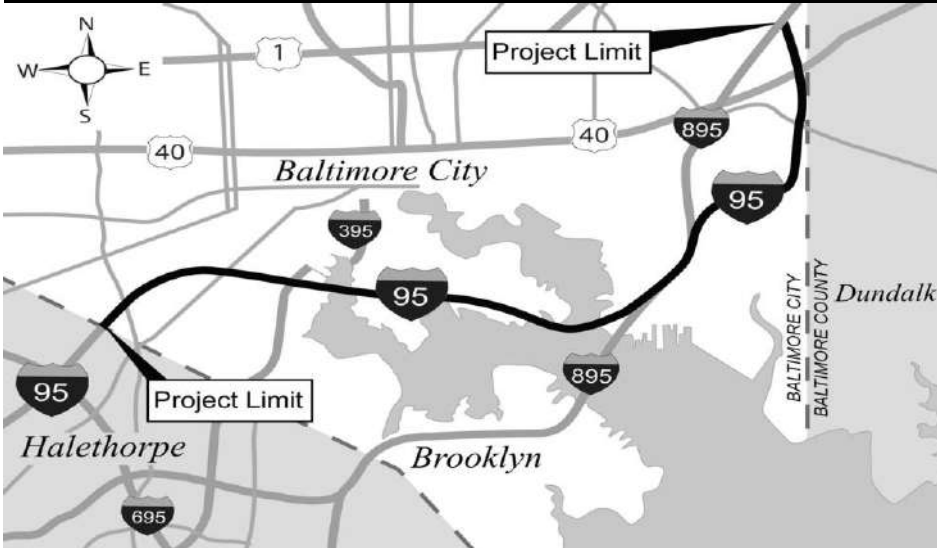 N
W
E
S
1
Project Limit
40
40
895
Baltimore City
95
395
95
Dundalk
BALTIMORE CITY
BALTIMORE COUNTY
895
95
Project Limit
Halethorpe
Brooklyn
695